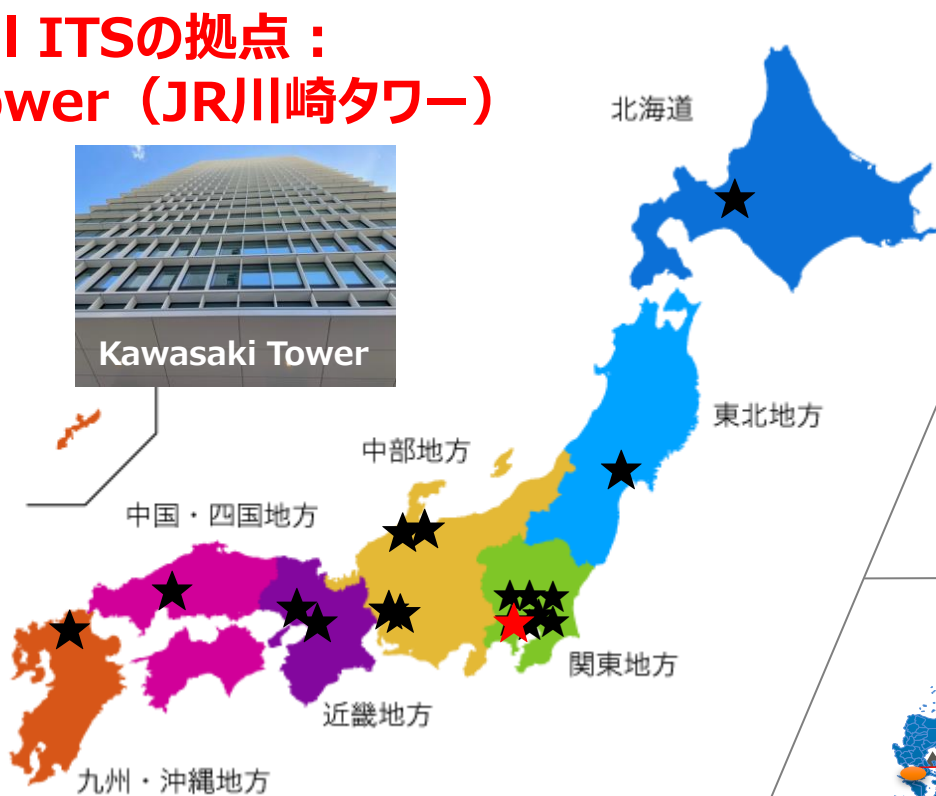 l ITSの拠点：
ower（JR川崎タワー）
北海道
Kawasaki Tower
東北地方
中部地方
中国・四国地方
関東地方
近畿地方
九州・沖縄地方